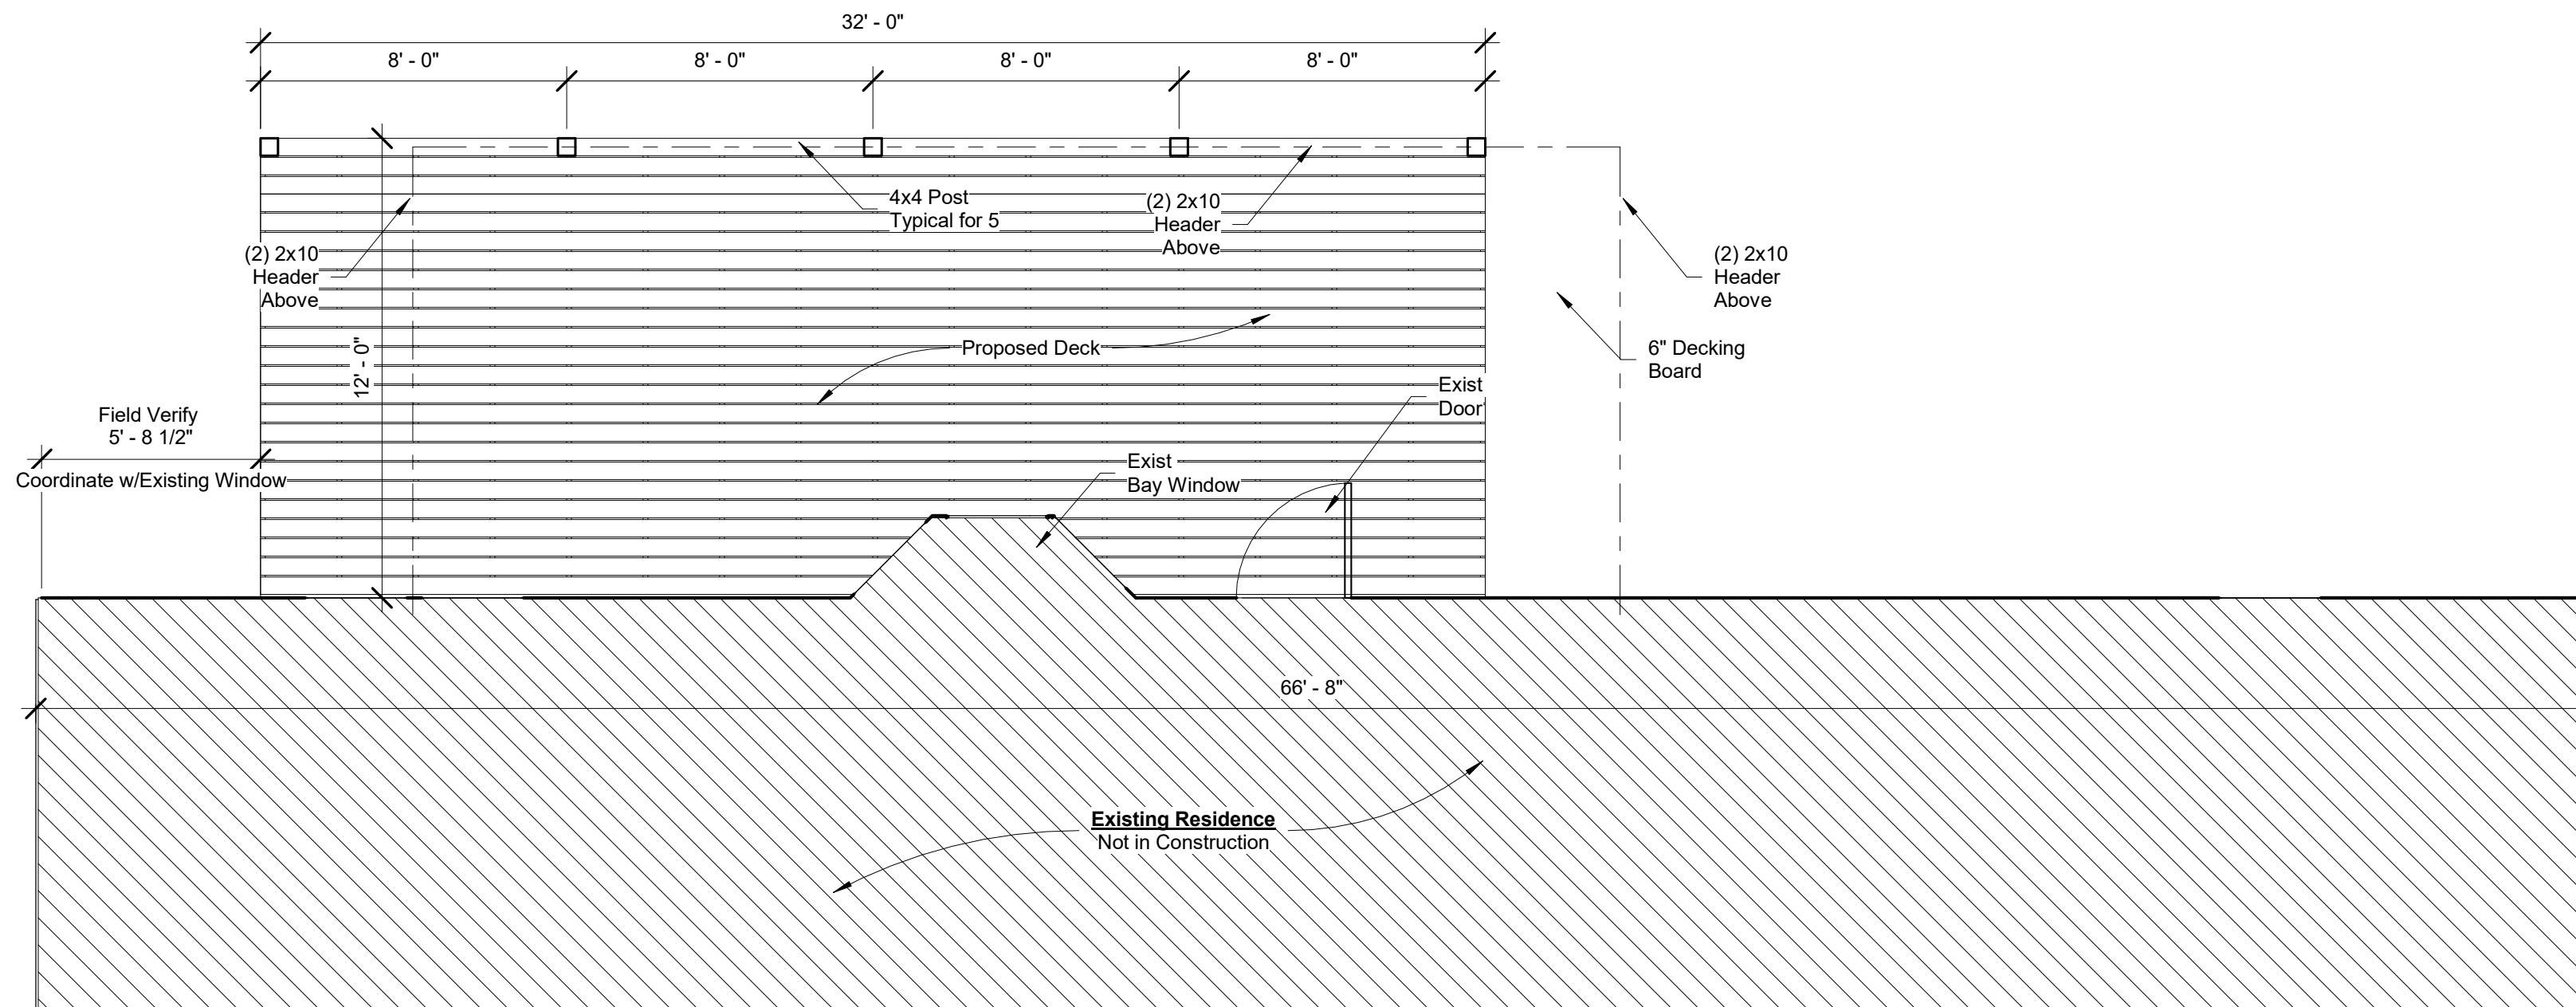 32' - 0"
8' - 0"
8' - 0"
8' - 0"
8' - 0"
4x4 Post
Typical for 5
(2) 2x10
Header
Above
(2) 2x10
Header
Above
(2) 2x10
Header
Above
12' - 0"
Proposed Deck
6" Decking
Board
Exist
Door
Field Verify
5' - 8 1/2"
Coordinate w/Existing Window
Exist
Bay Window
66' - 8"
Existing Residence
Not in Construction